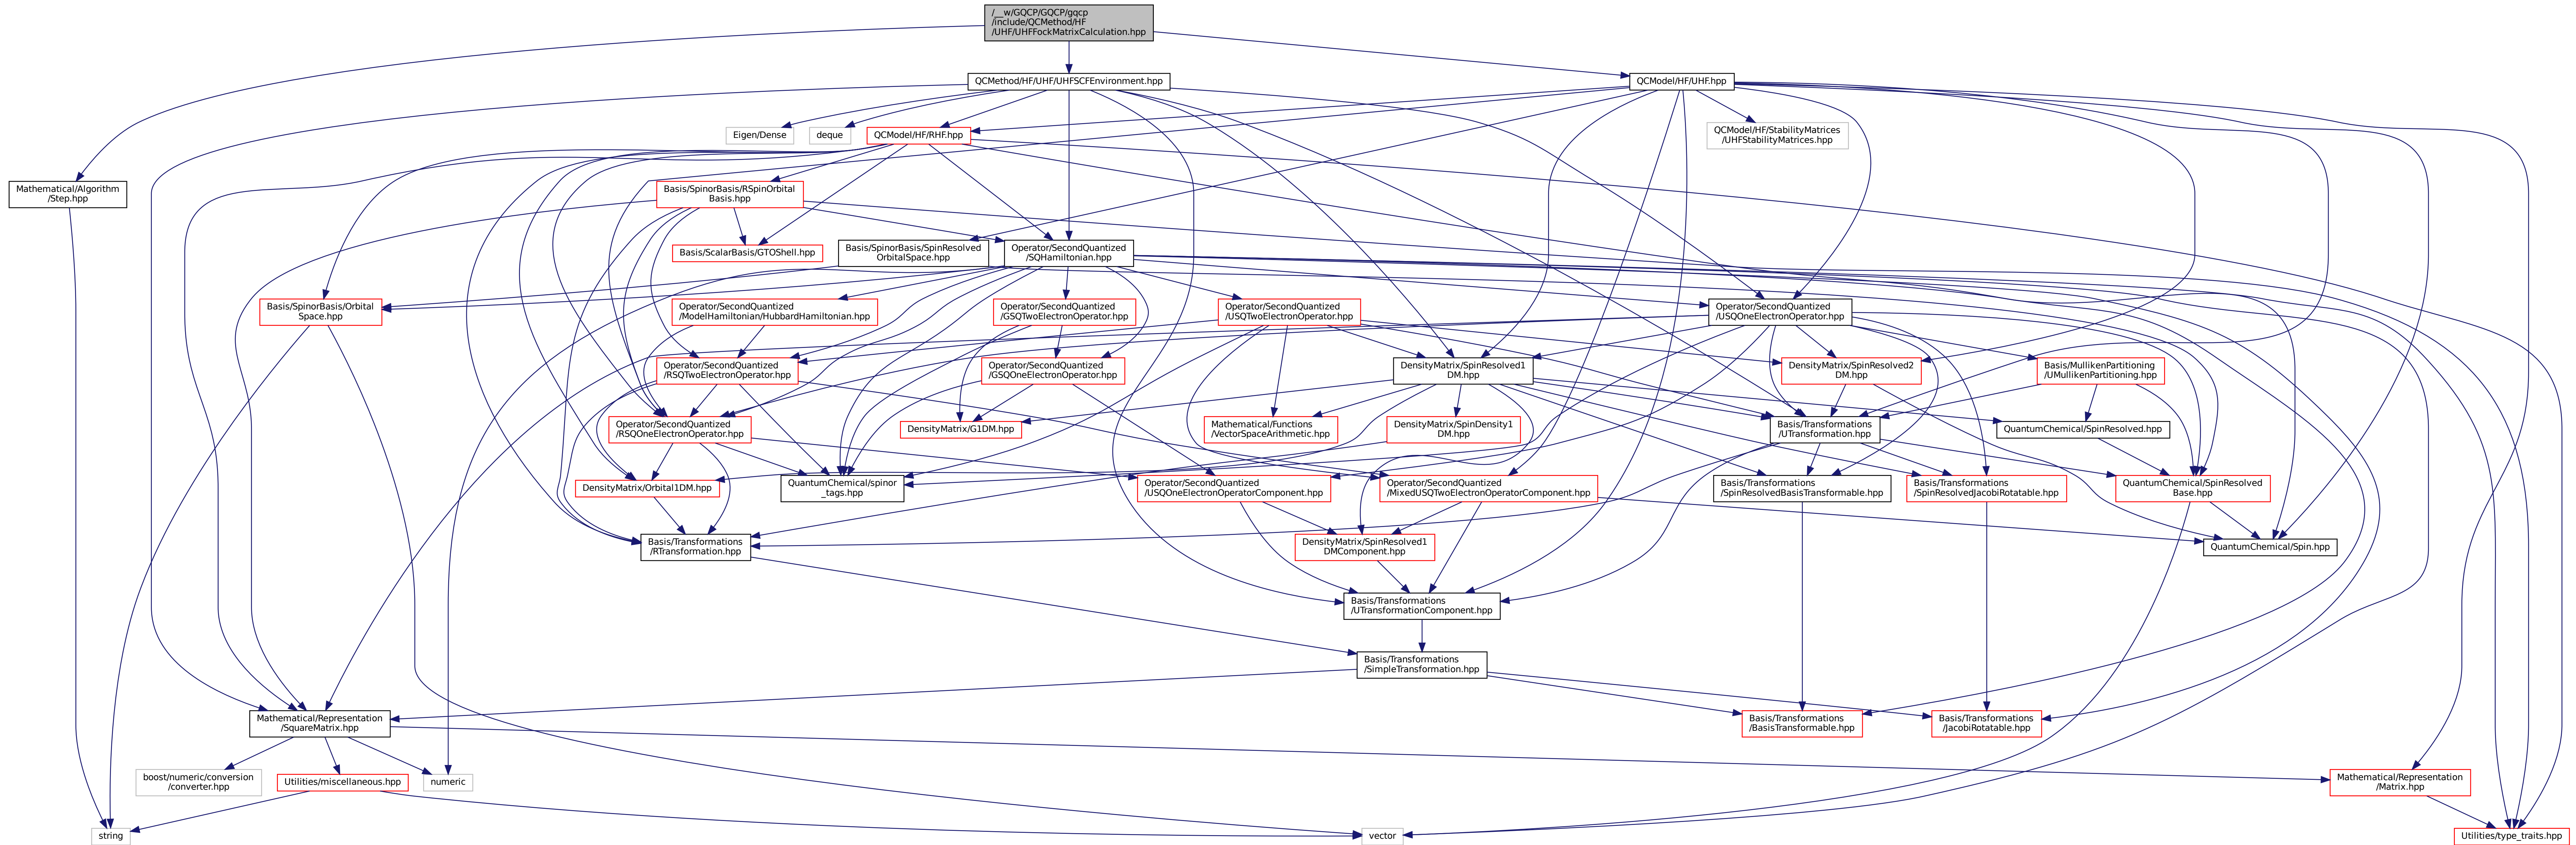 /__w/GQCP/GQCP/gqcp
/include/QCMethod/HF
/UHF/UHFFockMatrixCalculation.hpp
QCMethod/HF/UHF/UHFSCFEnvironment.hpp
QCModel/HF/UHF.hpp
Eigen/Dense
deque
QCModel/HF/RHF.hpp
QCModel/HF/StabilityMatrices
/UHFStabilityMatrices.hpp
Mathematical/Algorithm
/Step.hpp
Basis/SpinorBasis/RSpinOrbital
Basis.hpp
Basis/ScalarBasis/GTOShell.hpp
Basis/SpinorBasis/SpinResolved
OrbitalSpace.hpp
Operator/SecondQuantized
/SQHamiltonian.hpp
Basis/SpinorBasis/Orbital
Space.hpp
Operator/SecondQuantized
/ModelHamiltonian/HubbardHamiltonian.hpp
Operator/SecondQuantized
/GSQTwoElectronOperator.hpp
Operator/SecondQuantized
/USQTwoElectronOperator.hpp
Operator/SecondQuantized
/USQOneElectronOperator.hpp
Operator/SecondQuantized
/RSQTwoElectronOperator.hpp
Operator/SecondQuantized
/GSQOneElectronOperator.hpp
DensityMatrix/SpinResolved1
DM.hpp
DensityMatrix/SpinResolved2
DM.hpp
Basis/MullikenPartitioning
/UMullikenPartitioning.hpp
Operator/SecondQuantized
/RSQOneElectronOperator.hpp
DensityMatrix/G1DM.hpp
Mathematical/Functions
/VectorSpaceArithmetic.hpp
DensityMatrix/SpinDensity1
DM.hpp
Basis/Transformations
/UTransformation.hpp
QuantumChemical/SpinResolved.hpp
DensityMatrix/Orbital1DM.hpp
QuantumChemical/spinor
_tags.hpp
Operator/SecondQuantized
/USQOneElectronOperatorComponent.hpp
Operator/SecondQuantized
/MixedUSQTwoElectronOperatorComponent.hpp
Basis/Transformations
/SpinResolvedBasisTransformable.hpp
Basis/Transformations
/SpinResolvedJacobiRotatable.hpp
QuantumChemical/SpinResolved
Base.hpp
Basis/Transformations
/RTransformation.hpp
DensityMatrix/SpinResolved1
DMComponent.hpp
QuantumChemical/Spin.hpp
Basis/Transformations
/UTransformationComponent.hpp
Basis/Transformations
/SimpleTransformation.hpp
Mathematical/Representation
/SquareMatrix.hpp
Basis/Transformations
/BasisTransformable.hpp
Basis/Transformations
/JacobiRotatable.hpp
boost/numeric/conversion
/converter.hpp
Utilities/miscellaneous.hpp
numeric
Mathematical/Representation
/Matrix.hpp
string
vector
Utilities/type_traits.hpp